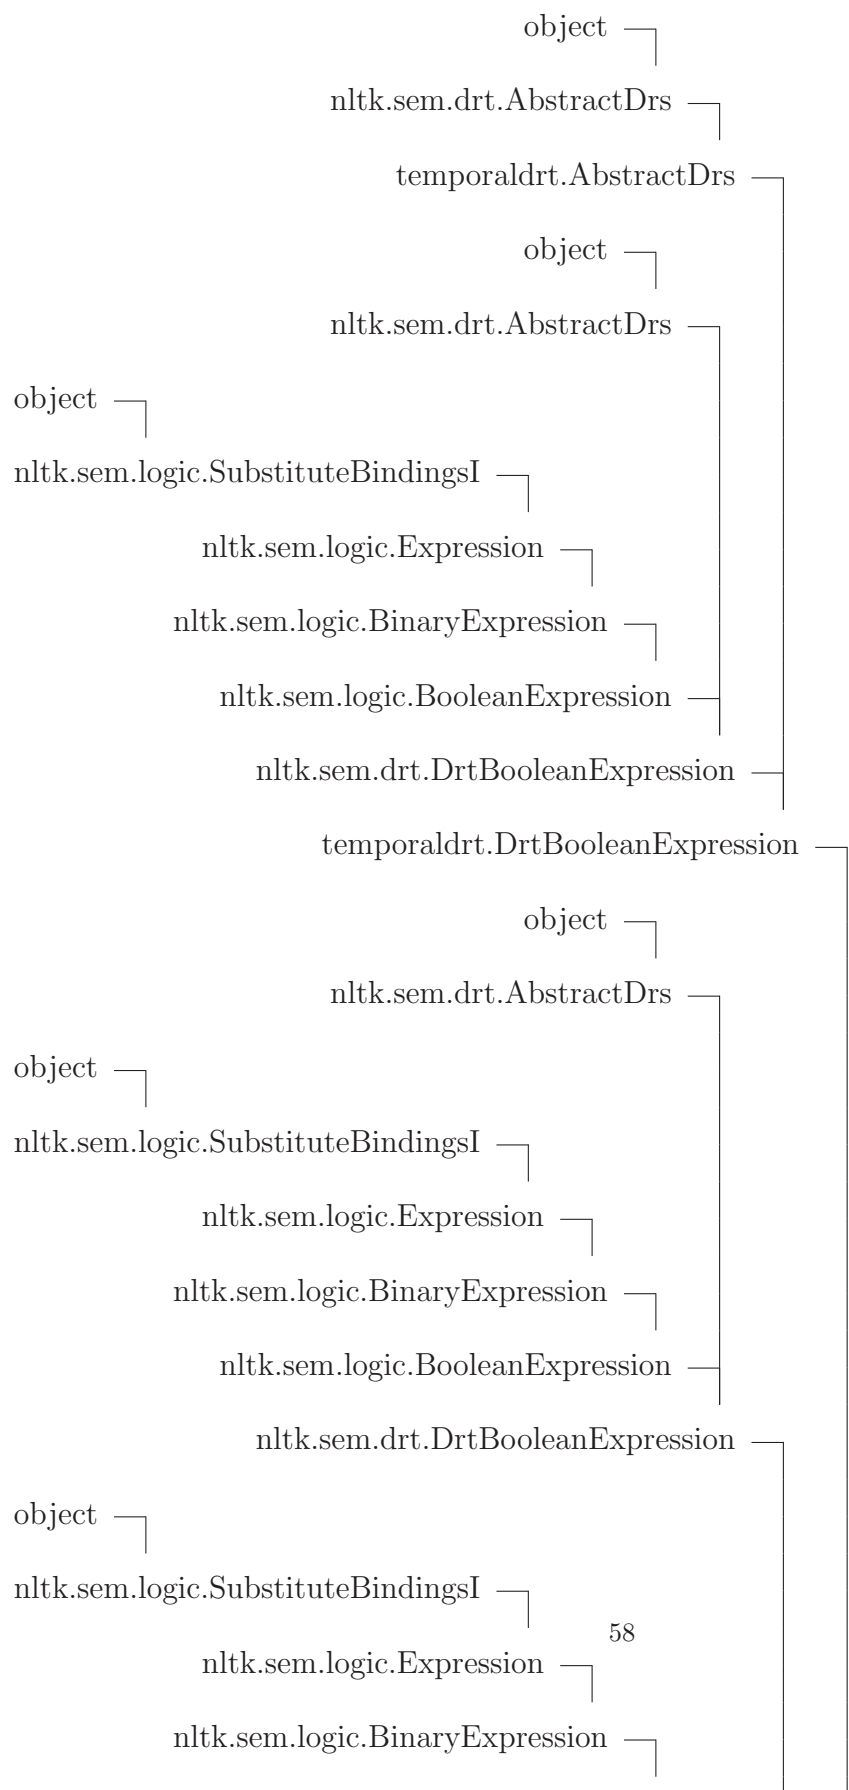 object
nltk.sem.drt.AbstractDrs
temporaldrt.AbstractDrs
object
nltk.sem.drt.AbstractDrs
object
nltk.sem.logic.SubstituteBindingsI
nltk.sem.logic.Expression
nltk.sem.logic.BinaryExpression
nltk.sem.logic.BooleanExpression
nltk.sem.drt.DrtBooleanExpression
temporaldrt.DrtBooleanExpression
object
nltk.sem.drt.AbstractDrs
object
nltk.sem.logic.SubstituteBindingsI
nltk.sem.logic.Expression
nltk.sem.logic.BinaryExpression
nltk.sem.logic.BooleanExpression
nltk.sem.drt.DrtBooleanExpression
object
nltk.sem.logic.SubstituteBindingsI
58
nltk.sem.logic.Expression
nltk.sem.logic.BinaryExpression